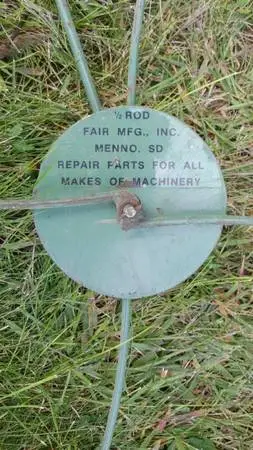 ½ ROD
FAIR MFG., INC.
MENNO, SD
REPAIR PARTS FOR ALL
MAKES OF MACHINERY